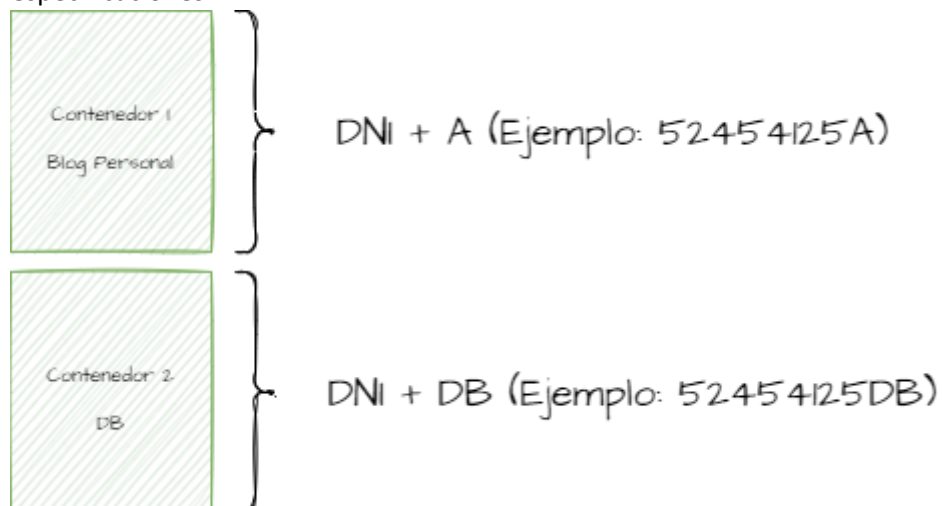 Contenedor 1
Blog Personal
DNI + A (Ejemplo: 52454125A)
Contenedor 2
DB
DNI + DB (Ejemplo: 52454125DB)